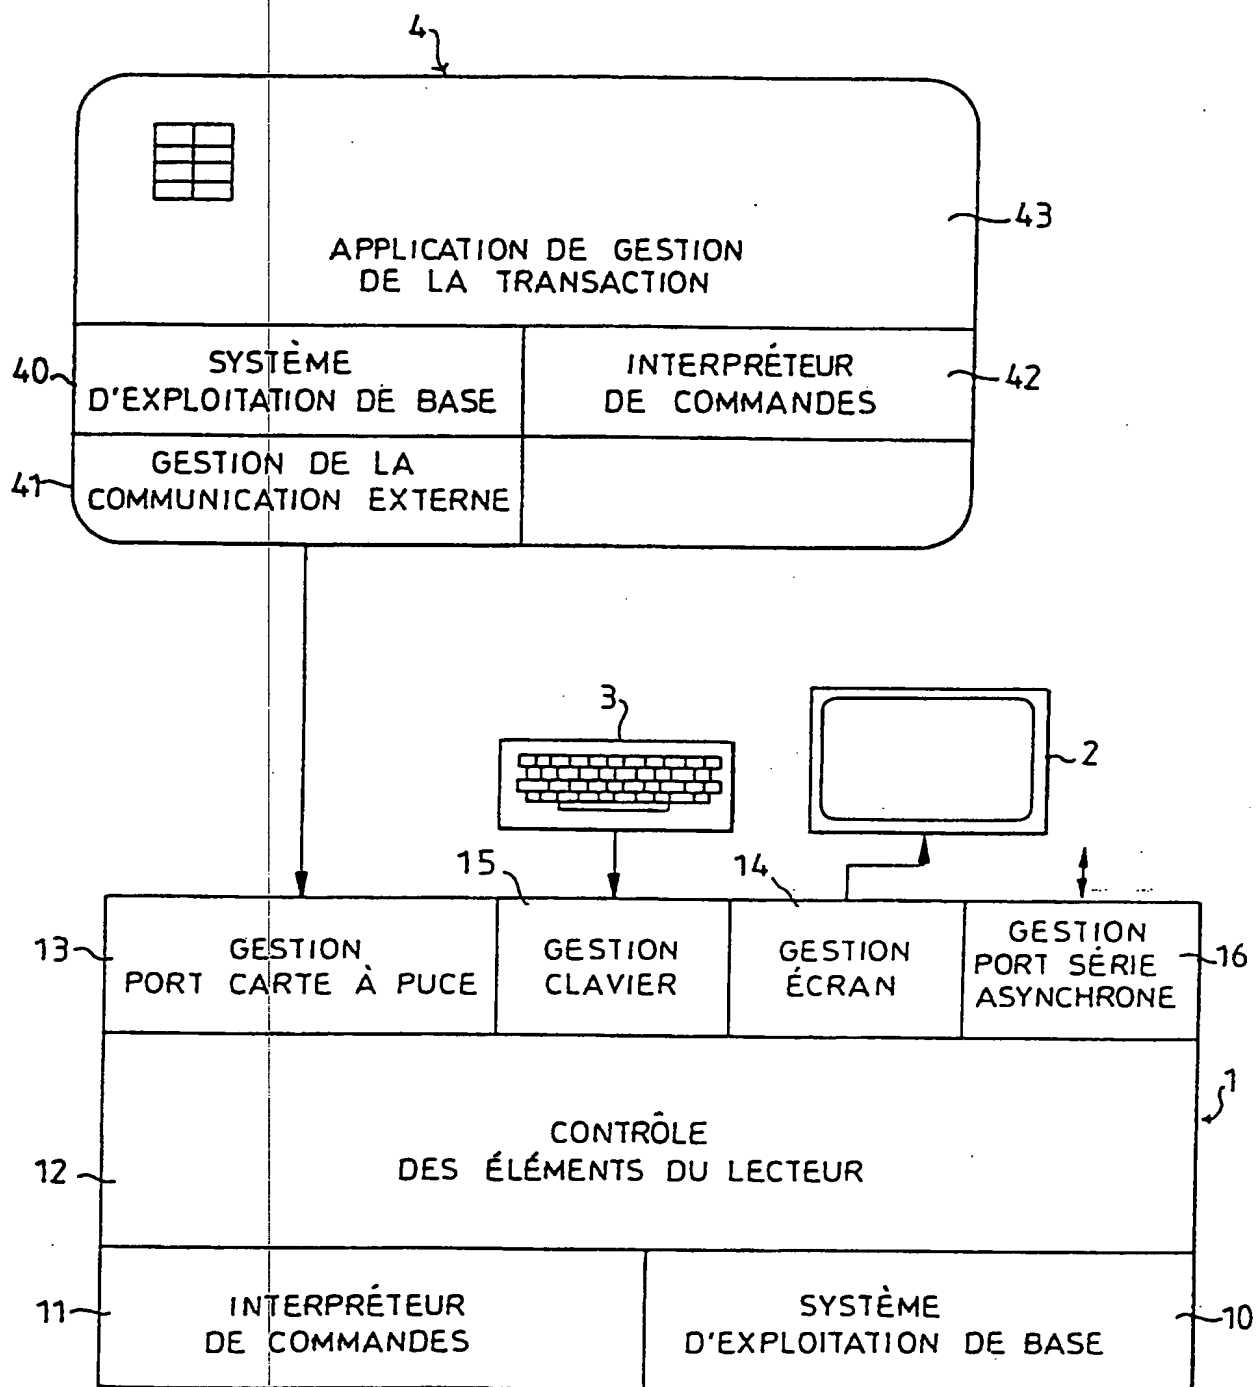 4
43
APPLICATION DE GESTION
DE LA TRANSACTION
40
SYSTÈME
D'EXPLOITATION DE BASE
INTERPRÉTEUR
DE COMMANDES
42
41
GESTION DE LA
COMMUNICATION EXTERNE
3
2
15
14
13
GESTION
PORT CARTE À PUCE
GESTION
CLAVIER
GESTION
ÉCRAN
GESTION
PORT SÉRIE
ASYNCHRONE
16
1
12
CONTRÔLE
DES ÉLÉMENTS DU LECTEUR
11
INTERPRÉTEUR
DE COMMANDES
SYSTÈME
D'EXPLOITATION DE BASE
10